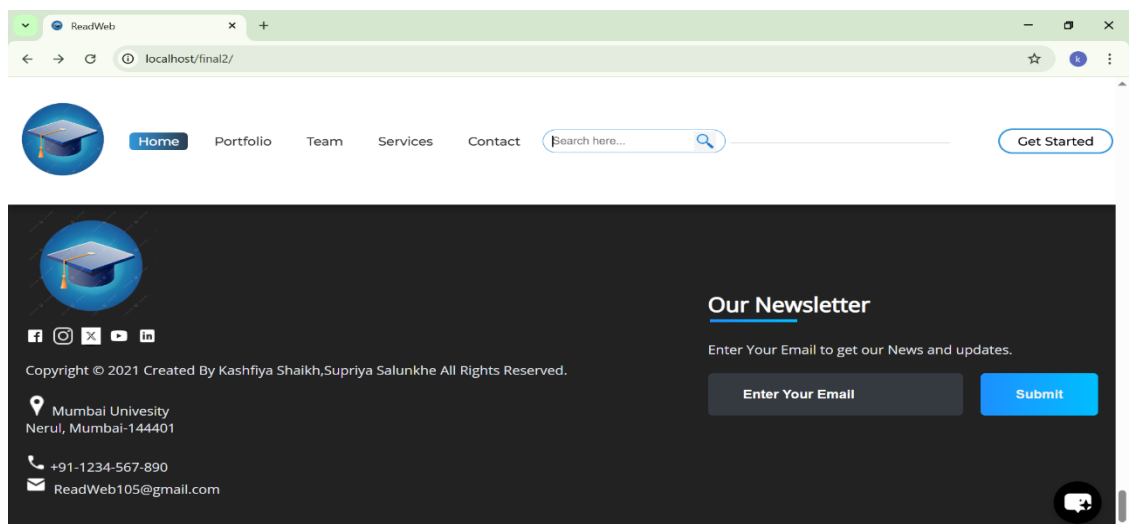 ReadWeb
localhost/final2/
k
Home Portfolio Team Services Contact Search here... Get Started
Our Newsletter
Enter Your Email to get our News and updates.
Enter Your Email Submit
Copyright © 2021 Created By Kashfiya Shaikh,Supriya Salunkhe All Rights Reserved.
Mumbai Univesity
Nerul, Mumbai-144401
+91-1234-567-890
ReadWeb105@gmail.com